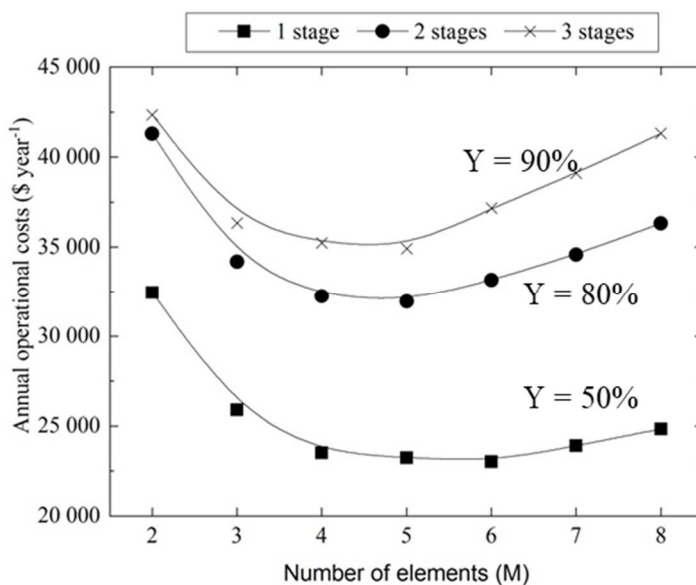 1 stage 2 stages 3 stages
45 000
40 000
35 000
30 000
25 000
20 000
Annual operational costs ($ year-1)
Y = 90%
Y = 80%
Y = 50%
2 3 4 5 6 7 8
Number of elements (M)